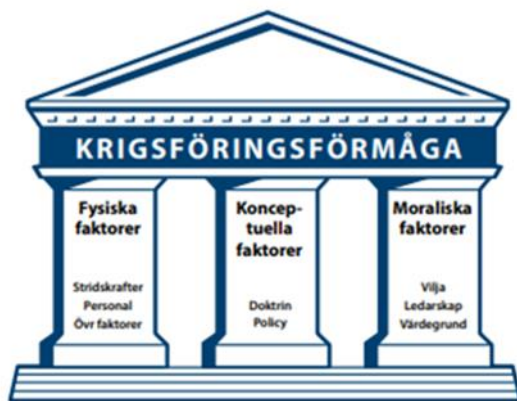 KRIGSFÖRINGSFÖRMÅGA
Fysiska
faktorer
Stridskrafter
Personal
Övr faktorer
Koncep-
tuella
faktorer
Doktrin
Policy
Moraliska
faktorer
Vilja
Ledarskap
Värdegrund